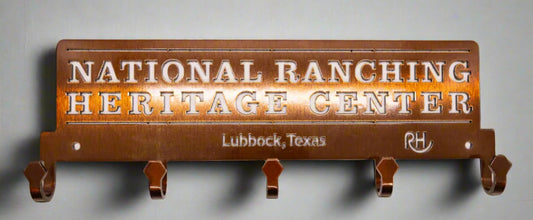 NATIONAL RANCHING
HERITAGE CENTER
Lubbock, Texas
RH